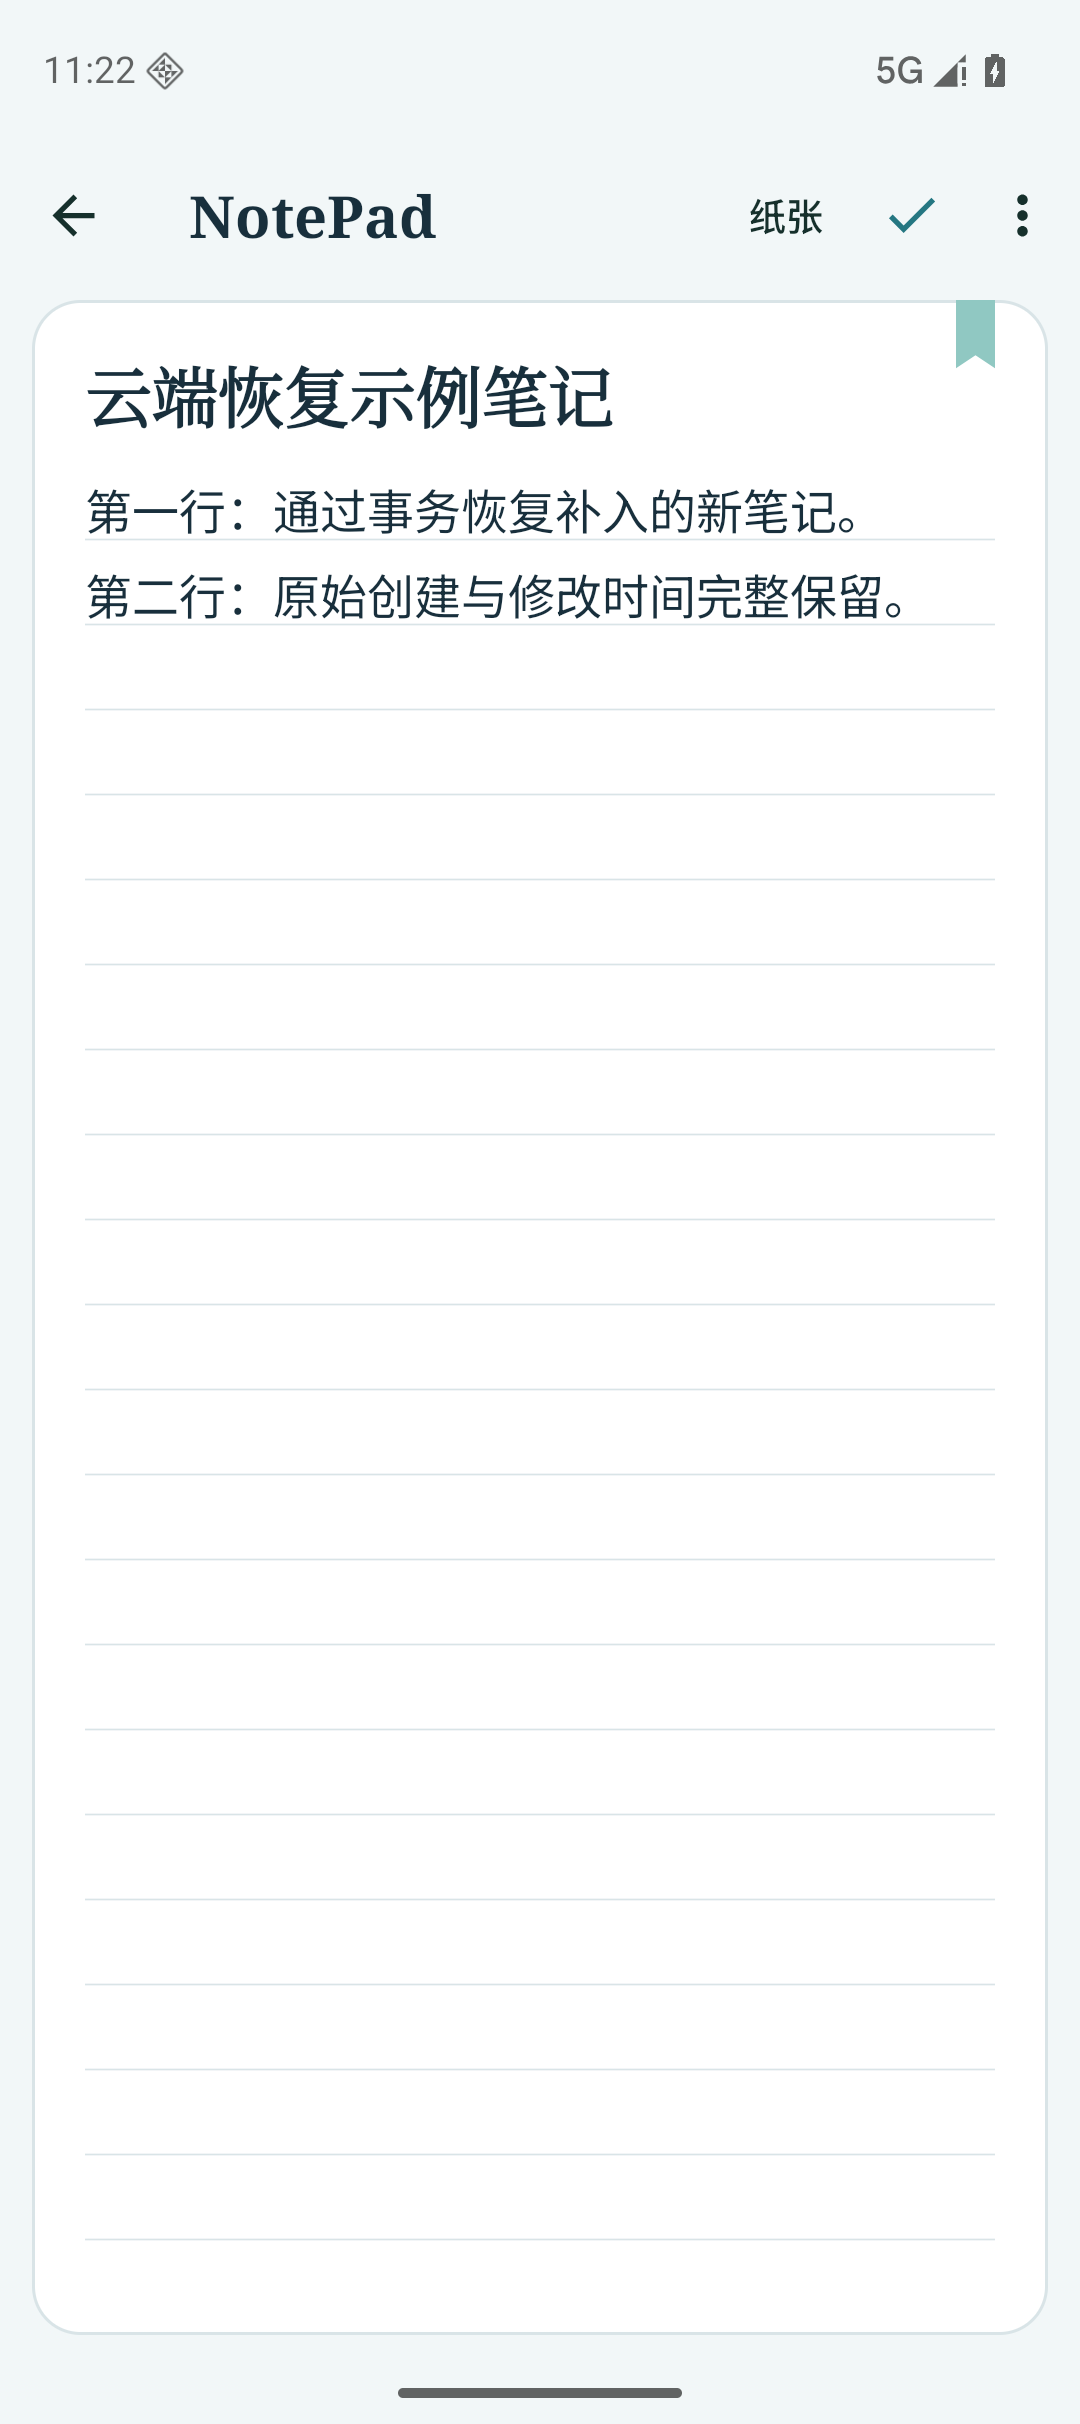 11:22
5G
NotePad
纸张
云端恢复示例笔记
第一行：通过事务恢复补入的新笔记。
第二行：原始创建与修改时间完整保留。